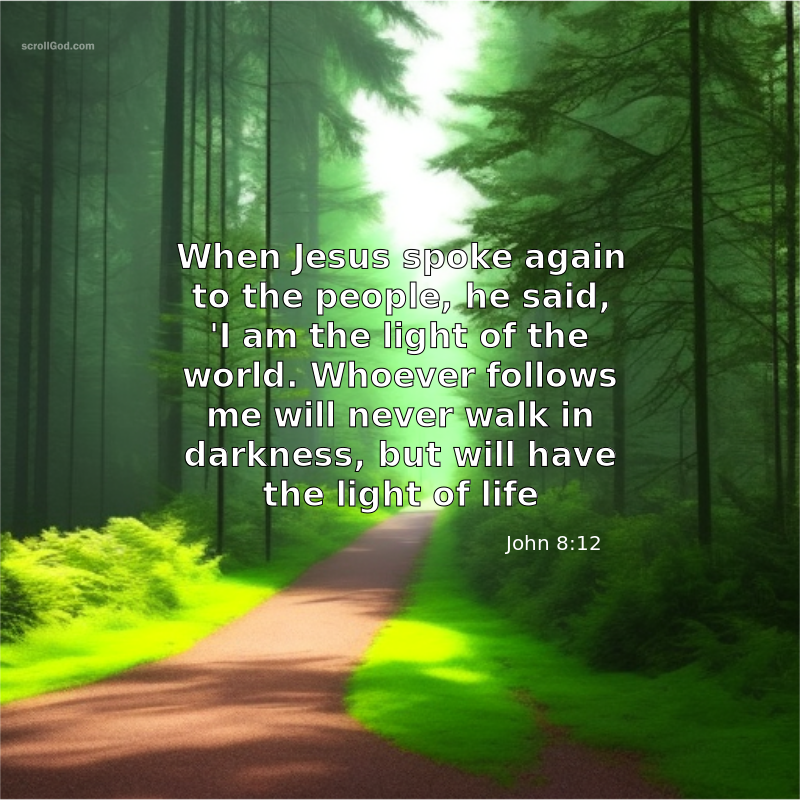 scrollGod.com
When Jesus spoke again
to the people, he said,
'I am the light of the
world. Whoever follows
me will never walk in
darkness, but will have
the light of life
John 8:12